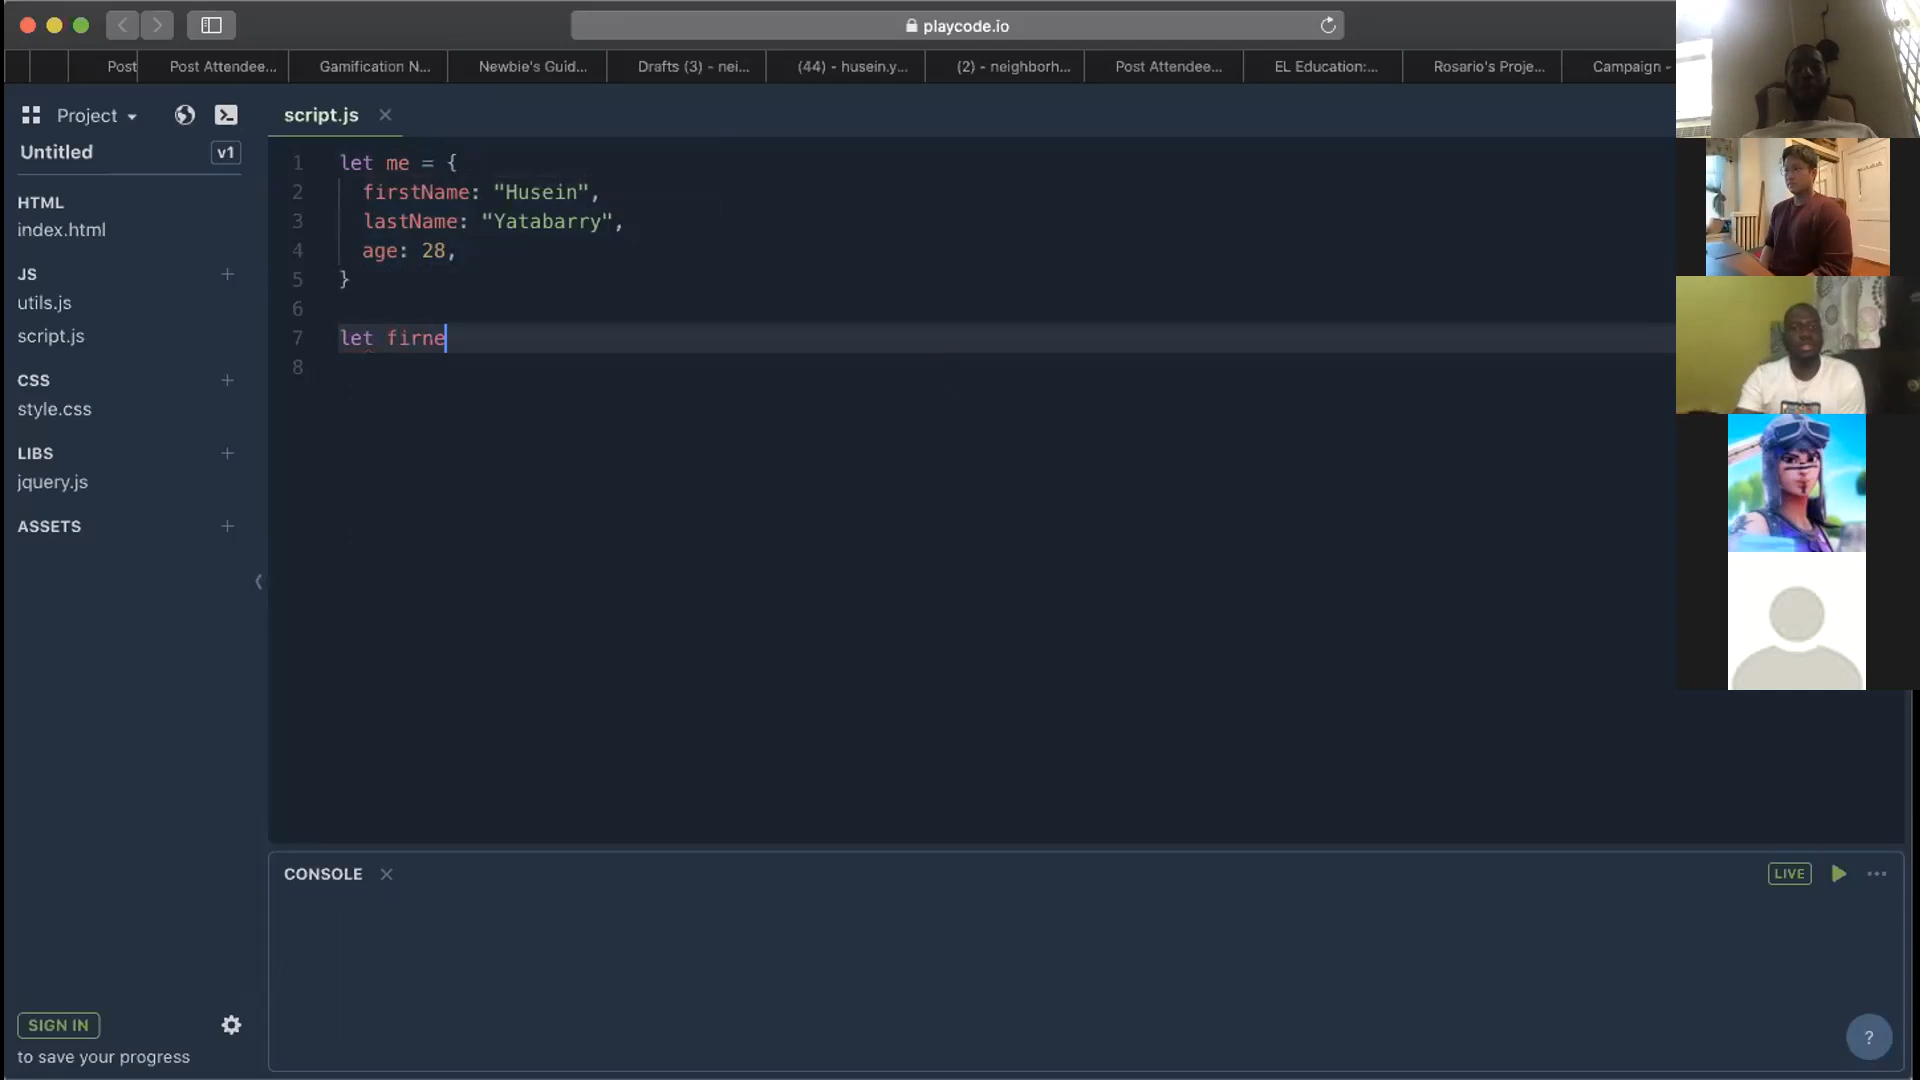 playcode.io
Post
Post Attendee...
Gamification N...
Newbie's Guid...
Drafts (3) - nei...
(44) - husein.y...
(2) - neighborh...
Post Attendee...
EL Education:...
Rosario's Proje...
Campaign -
Project
script.js
Untitled
v1
HTML
index.html
JS
utils.js
script.js
CSS
style.css
LIBS
jquery.js
ASSETS
SIGN IN
to save your progress
1 let me = {
2 firstName: "Husein",
3 lastName: "Yatabarry",
4 age: 28,
5 }
6
7 let firne
8
CONSOLE
LIVE
?